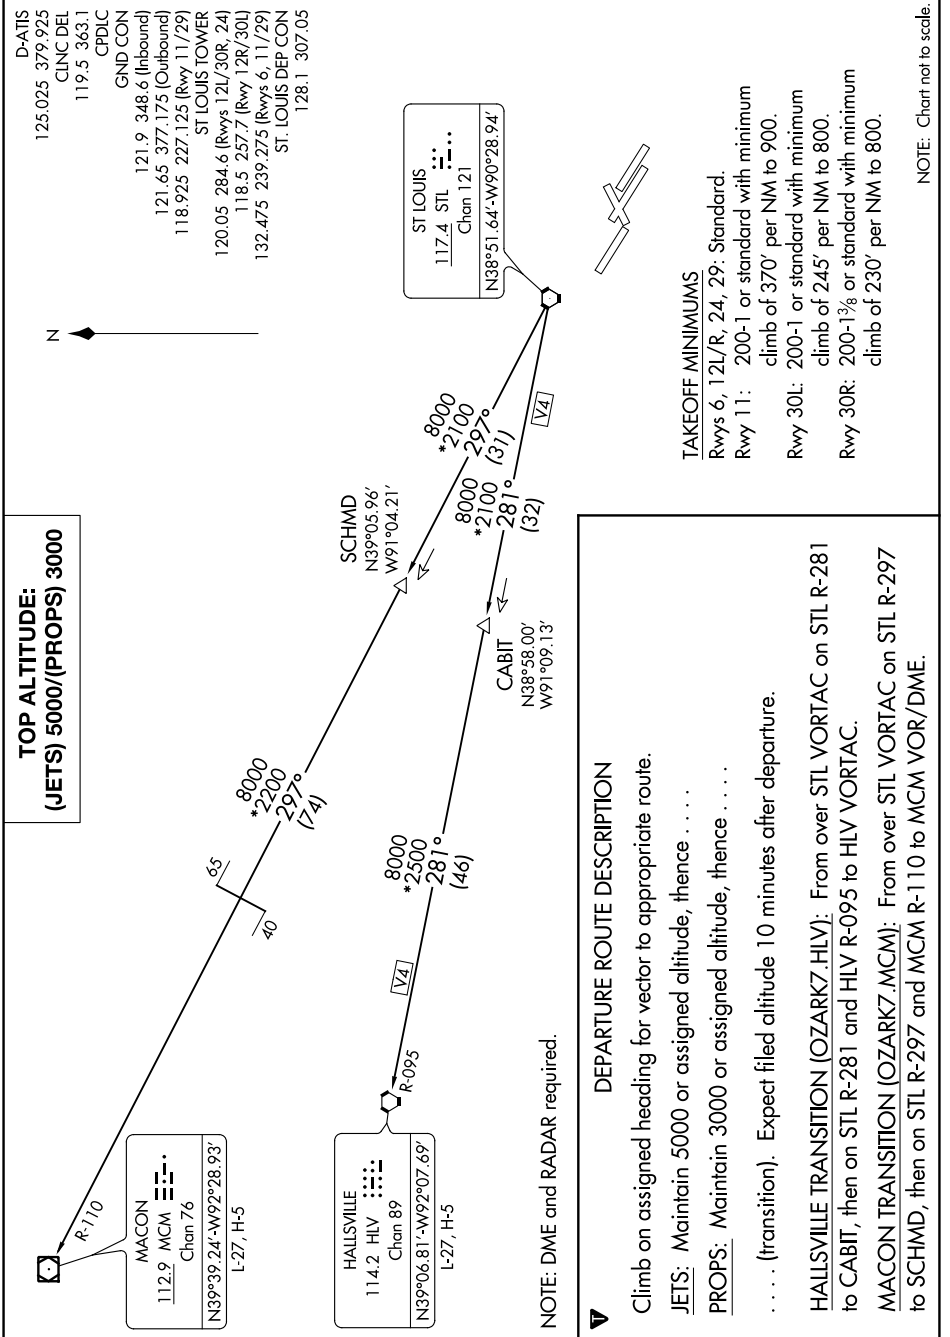 TOP ALTITUDE:
(JETS) 5000/(PROPS) 3000
D-ATIS
125.025 379.925
CLNC DEL
119.5 363.1
CPDLC
GND CON
121.9 348.6 (Inbound)
121.65 377.175 (Outbound)
118.925 227.125 (Rwy 11/29)
ST LOUIS TOWER
120.05 284.6 (Rwys 12L/30R, 24)
118.5 257.7 (Rwy 12R/30L)
132.475 239.275 (Rwys 6, 11/29)
ST. LOUIS DEP CON
128.1 307.05
N
ST LOUIS
117.4 STL
Chan 121
N38°51.64'-W90°28.94'
8000
*2100
297°
(31)
8000
*2100
281°
(32)
V4
SCHMD
N39°05.96'
W91°04.21'
CABIT
N38°58.00'
W91°09.13'
8000
*2200
297°
(74)
65
40
8000
*2500
281°
(46)
V4
R-110
MACON
112.9 MCM
Chan 76
N39°39.24'-W92°28.93'
L-27, H-5
R-095
HALLSVILLE
114.2 HLV
Chan 89
N39°06.81'-W92°07.69'
L-27, H-5
NOTE: DME and RADAR required.
TAKEOFF MINIMUMS
Rwys 6, 12L/R, 24, 29: Standard.
Rwy 11: 200-1 or standard with minimum
climb of 370' per NM to 900.
Rwy 30L: 200-1 or standard with minimum
climb of 245' per NM to 800.
Rwy 30R: 200-1⅜ or standard with minimum
climb of 230' per NM to 800.
NOTE: Chart not to scale.
T
DEPARTURE ROUTE DESCRIPTION
Climb on assigned heading for vector to appropriate route.
JETS: Maintain 5000 or assigned altitude, thence . . . .
PROPS: Maintain 3000 or assigned altitude, thence . . . .
. . . . (transition). Expect filed altitude 10 minutes after departure.
HALLSVILLE TRANSITION (OZARK7.HLV): From over STL VORTAC on STL R-281
to CABIT, then on STL R-281 and HLV R-095 to HLV VORTAC.
MACON TRANSITION (OZARK7.MCM): From over STL VORTAC on STL R-297
to SCHMD, then on STL R-297 and MCM R-110 to MCM VOR/DME.